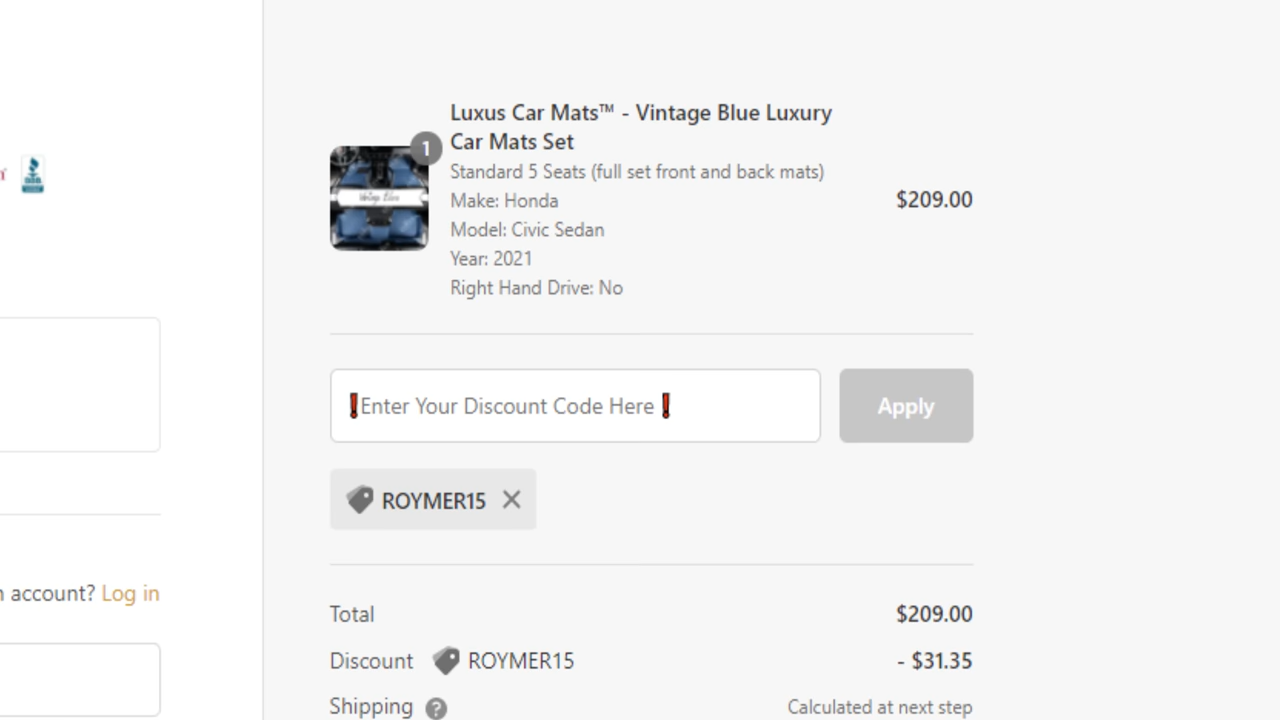 Luxus Car Mats™ - Vintage Blue Luxury
Car Mats Set
1
Standard 5 Seats (full set front and back mats)
Vintage Blue
Make: Honda
$209.00
Model: Civic Sedan
Year: 2021
Right Hand Drive: No
❗Enter Your Discount Code Here❗
Apply
ROYMER15
account? Log in
Total
$209.00
Discount ROYMER15
- $31.35
Shipping
Calculated at next step